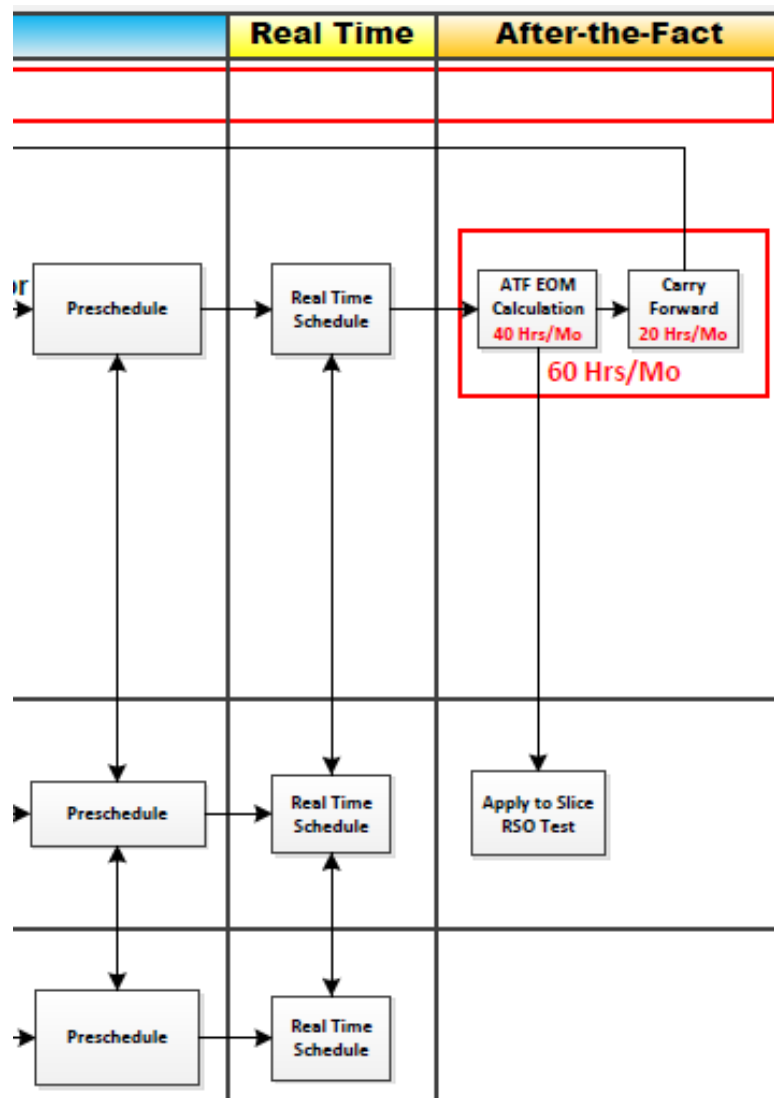 Real Time
After-the-Fact
or
Preschedule
Real Time
Schedule
ATF EOM
Calculation
40 Hrs/Mo
Carry
Forward
20 Hrs/Mo
60 Hrs/Mo
Preschedule
Real Time
Schedule
Apply to Slice
RSO Test
Preschedule
Real Time
Schedule